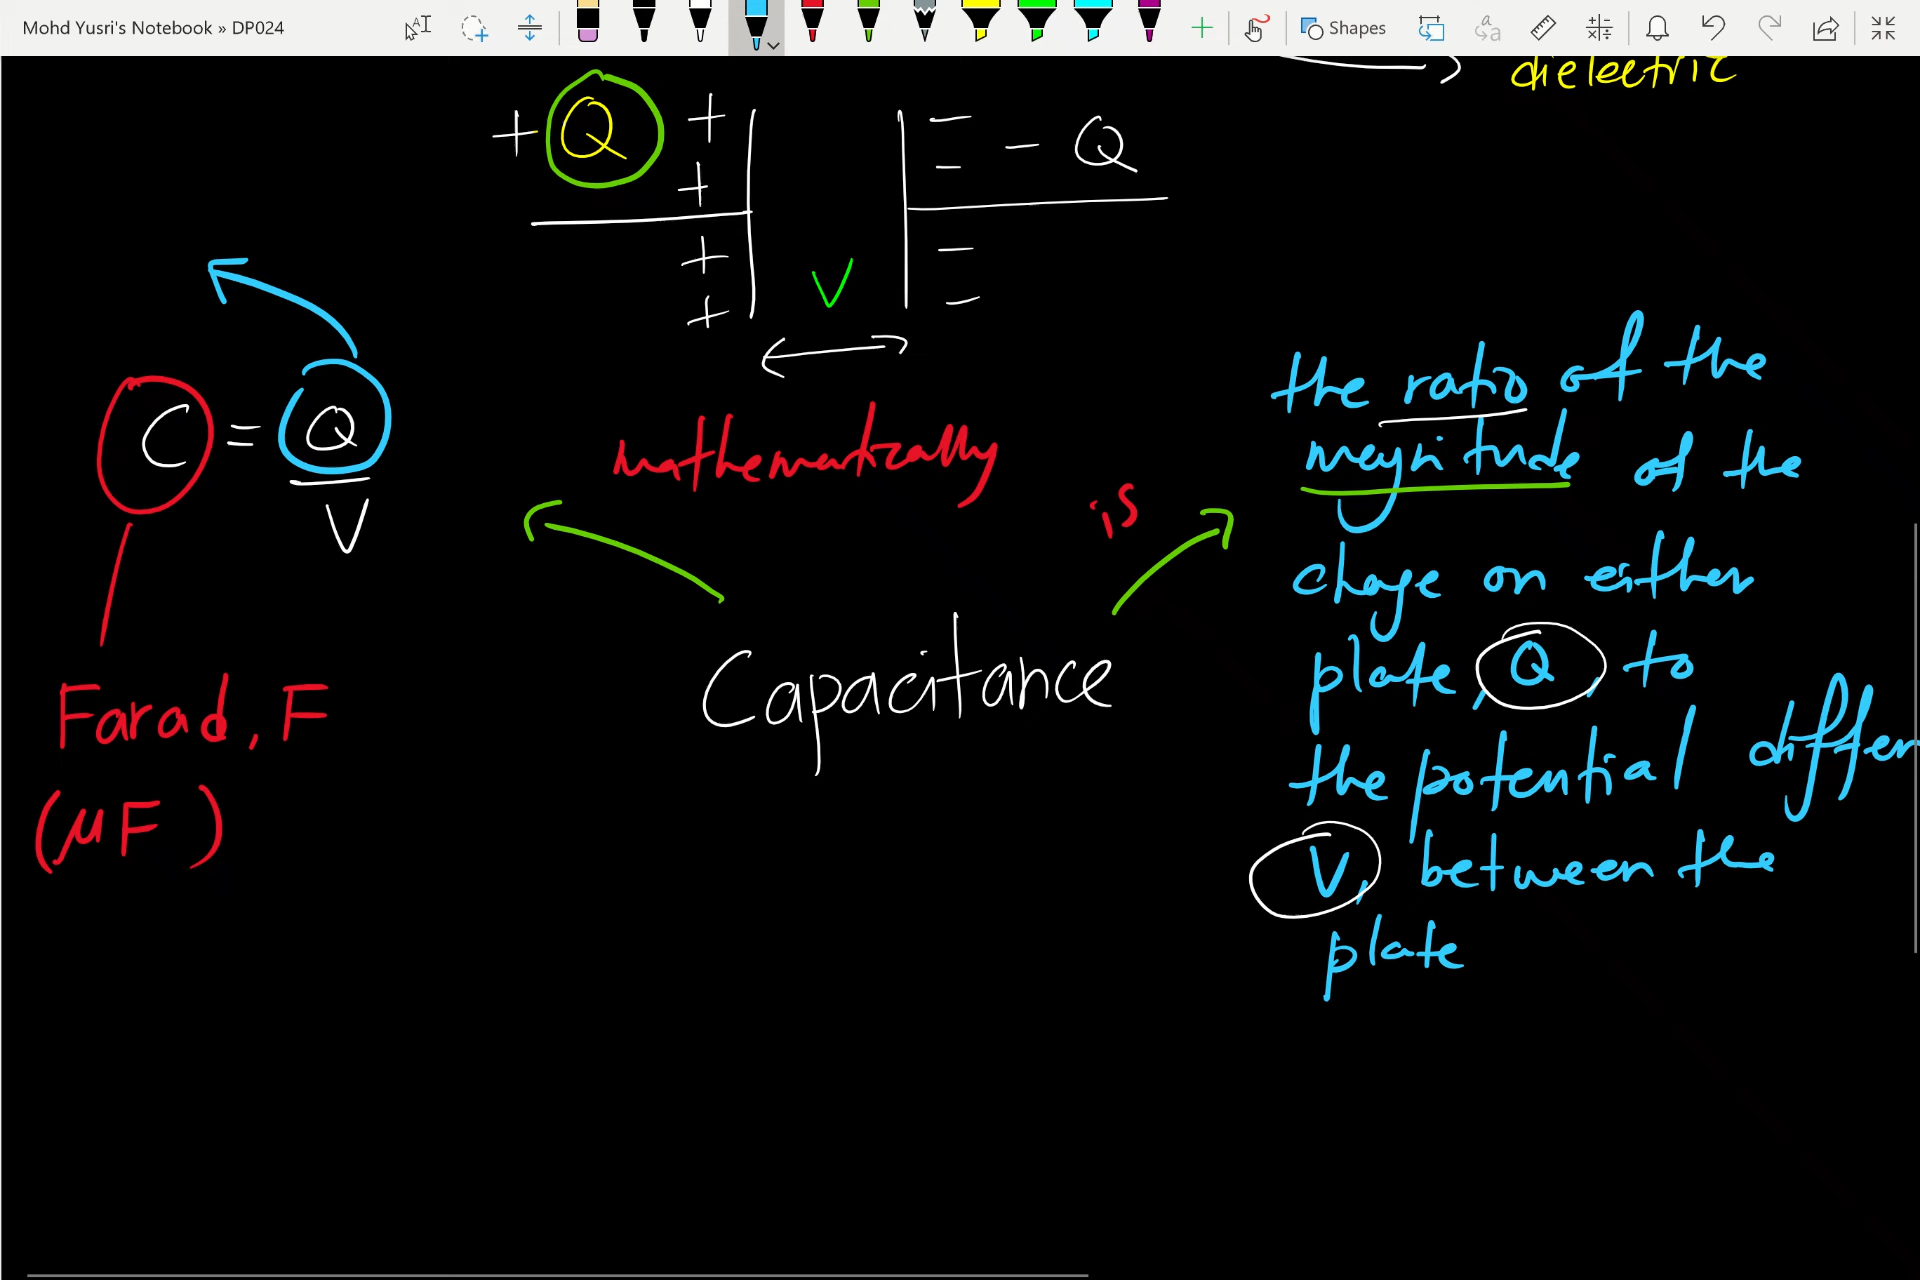 Mohd Yusri's Notebook » DP024
Shapes
dielectric
+ Q + - Q
+
+
+
V
C = Q
V
mathematically
is
the ratio of the
magnitude of the
charge on either
plate, Q, to
the potential differ
V, between the
plate
Capacitance
Farad, F
(μF)